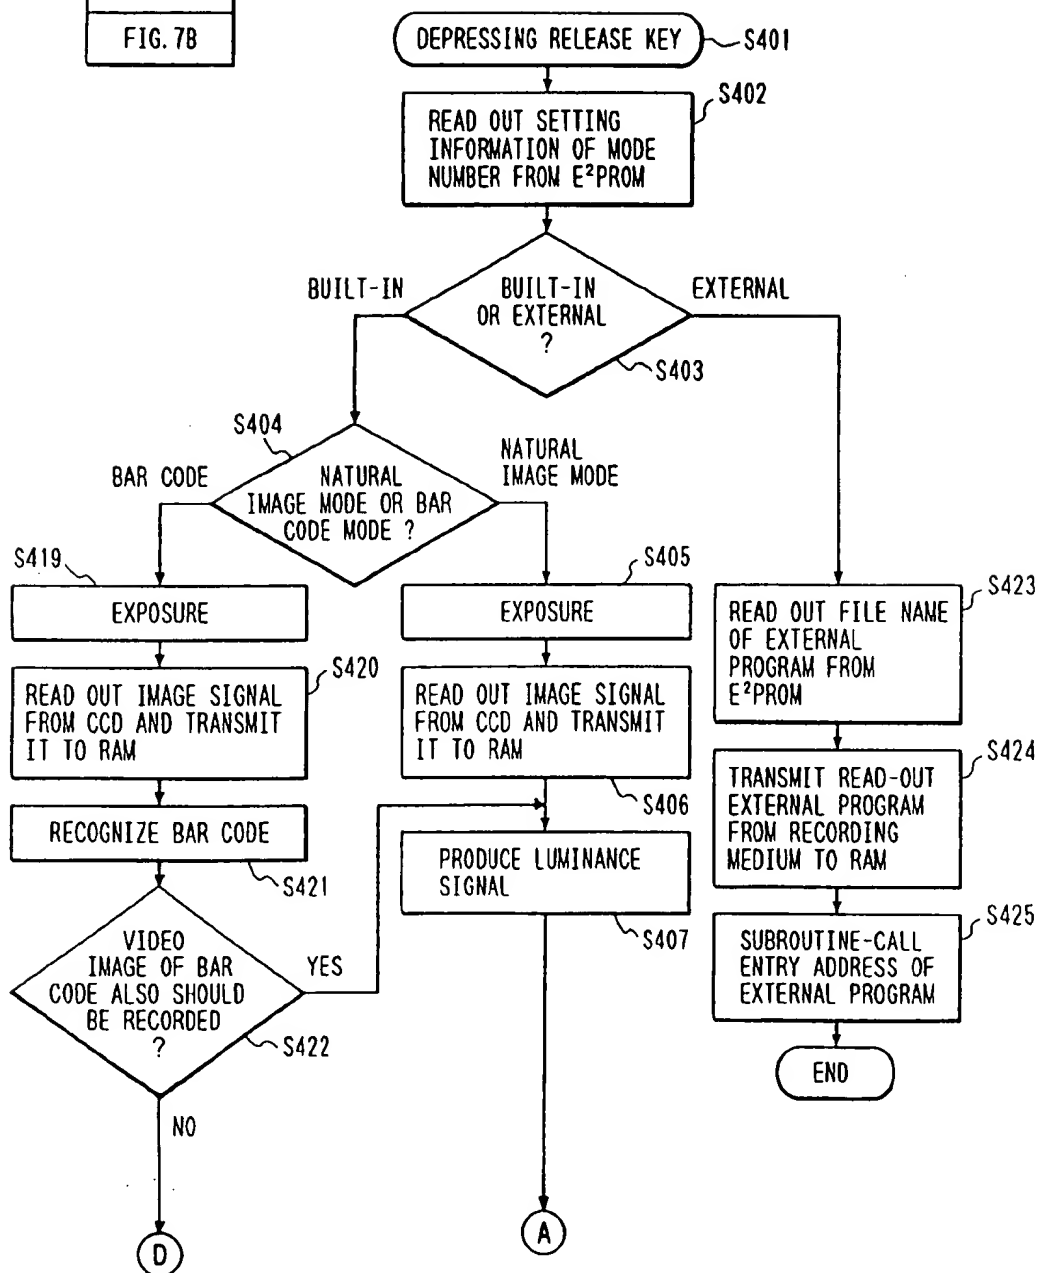 FIG. 7B
DEPRESSING RELEASE KEY
S401
S402
READ OUT SETTING
INFORMATION OF MODE
NUMBER FROM E²PROM
BUILT-IN
BUILT-IN
OR EXTERNAL
?
EXTERNAL
S403
S404
BAR CODE
NATURAL
IMAGE MODE OR BAR
CODE MODE ?
NATURAL
IMAGE MODE
S419
EXPOSURE
S405
EXPOSURE
S423
READ OUT FILE NAME
OF EXTERNAL
PROGRAM FROM
E²PROM
S420
READ OUT IMAGE SIGNAL
FROM CCD AND TRANSMIT
IT TO RAM
READ OUT IMAGE SIGNAL
FROM CCD AND TRANSMIT
IT TO RAM
S406
S424
TRANSMIT READ-OUT
EXTERNAL PROGRAM
FROM RECORDING
MEDIUM TO RAM
RECOGNIZE BAR CODE
S421
PRODUCE LUMINANCE
SIGNAL
S407
S425
SUBROUTINE-CALL
ENTRY ADDRESS OF
EXTERNAL PROGRAM
VIDEO
IMAGE OF BAR
CODE ALSO SHOULD
BE RECORDED
?
YES
S422
END
NO
D
A